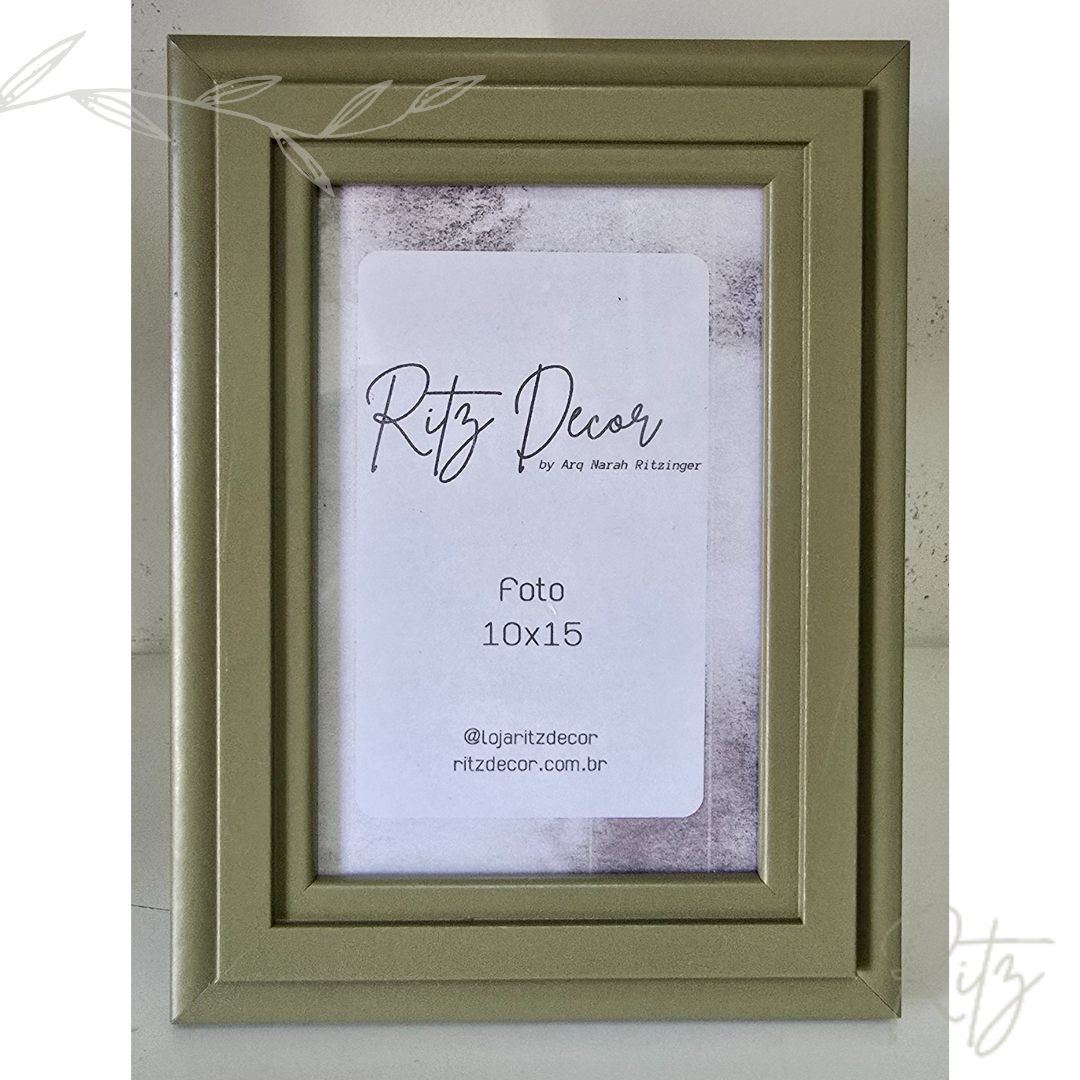 Ritz Decor
by Arq Narah Ritzinger
Foto
10x15
@lojaritzdecor
ritzdecor.com.br
Ritz